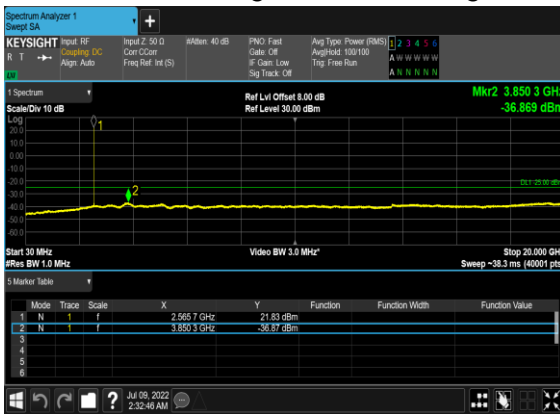 Spectrum Analyzer 1
Swept SA
KEYSIGHT Input: RF Input Z: 50 Ω #Atten: 40 dB PNO: Fast Avg Type: Power (RMS) 1 2 3 4 5 6
R T Coupling: DC Corr CCorr Gate: Off Avg|Hold: 100/100 A W W W W W
Align: Auto Freq Ref: Int (S) IF Gain: Low Trig: Free Run
LV Sig Track: Off A N N N N N
1 Spectrum Ref Lvl Offset 8.00 dB Mkr2 3.850 3 GHz
Scale/Div 10 dB Ref Level 30.00 dBm -36.869 dBm
Log
20.0
10.0
0.00
-10.0
-20.0
-30.0
-40.0
-50.0
-60.0
1
2
Start 30 MHz Video BW 3.0 MHz* Stop 20.000 GH
#Res BW 1.0 MHz Sweep ~38.3 ms (40001 pts
5 Marker Table
Mode Trace Scale X Y Function Function Width Function Value
1 N 1 f 2.565 7 GHz 21.83 dBm
2 N 1 f 3.850 3 GHz -36.87 dBm
3
4
5
6
? Jul 09, 2022
2:32:46 AM